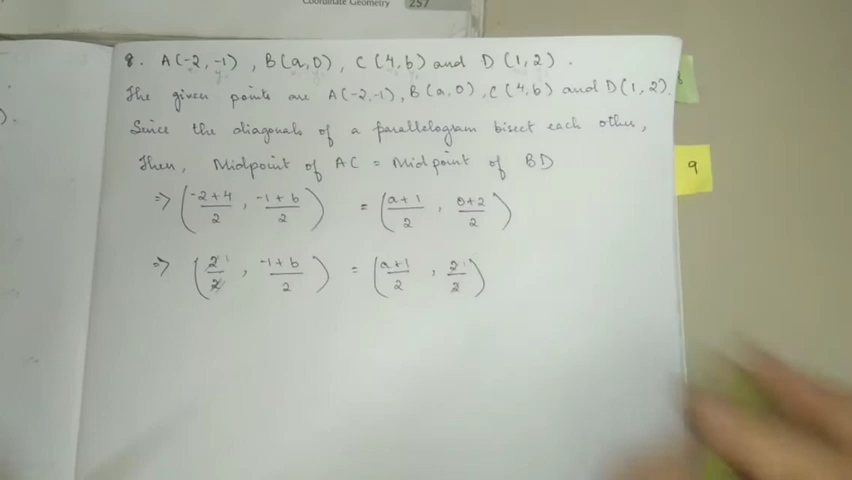 Coordinate Geometry 257
8. A(-2,-1), B(a,0), C(4,b) and D(1,2).
The given points are A(-2,-1), B(a,0), C(4,b) and D(1,2).
Since the diagonals of a parallelogram bisect each other,
Then, Midpoint of AC = Midpoint of BD
⇒ (-2+4/2, -1+b/2) = (a+1/2, 0+2/2)
⇒ (2/2 1, -1+b/2) = (a+1/2, 2/2 1)
9